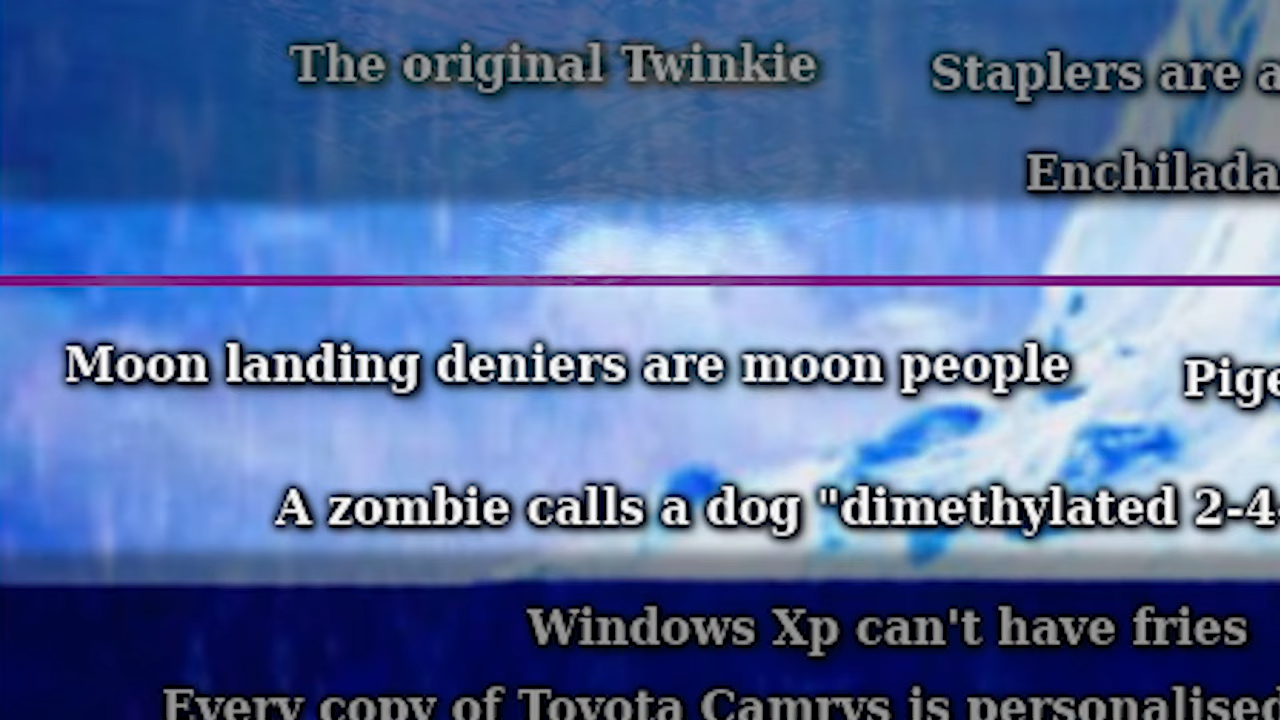 The original Twinkie
Staplers are a
Enchilada
Moon landing deniers are moon people
Pige
A zombie calls a dog "dimethylated 2-4
Windows Xp can't have fries
Every copy of Toyota Camrys is personalised